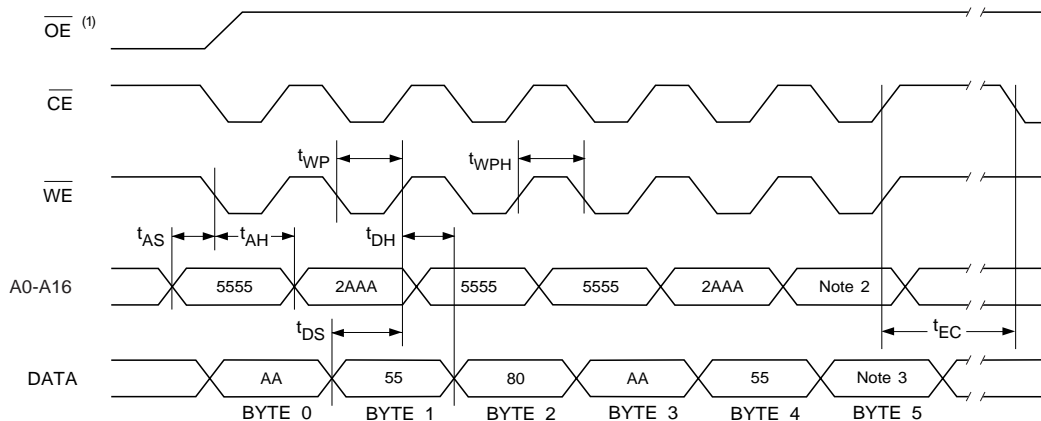 OE (1)
CE
tWP tWPH
WE
tAS tAH tDH
A0-A16 5555 2AAA 5555 5555 2AAA Note 2
tDS tEC
DATA AA 55 80 AA 55 Note 3
BYTE 0 BYTE 1 BYTE 2 BYTE 3 BYTE 4 BYTE 5